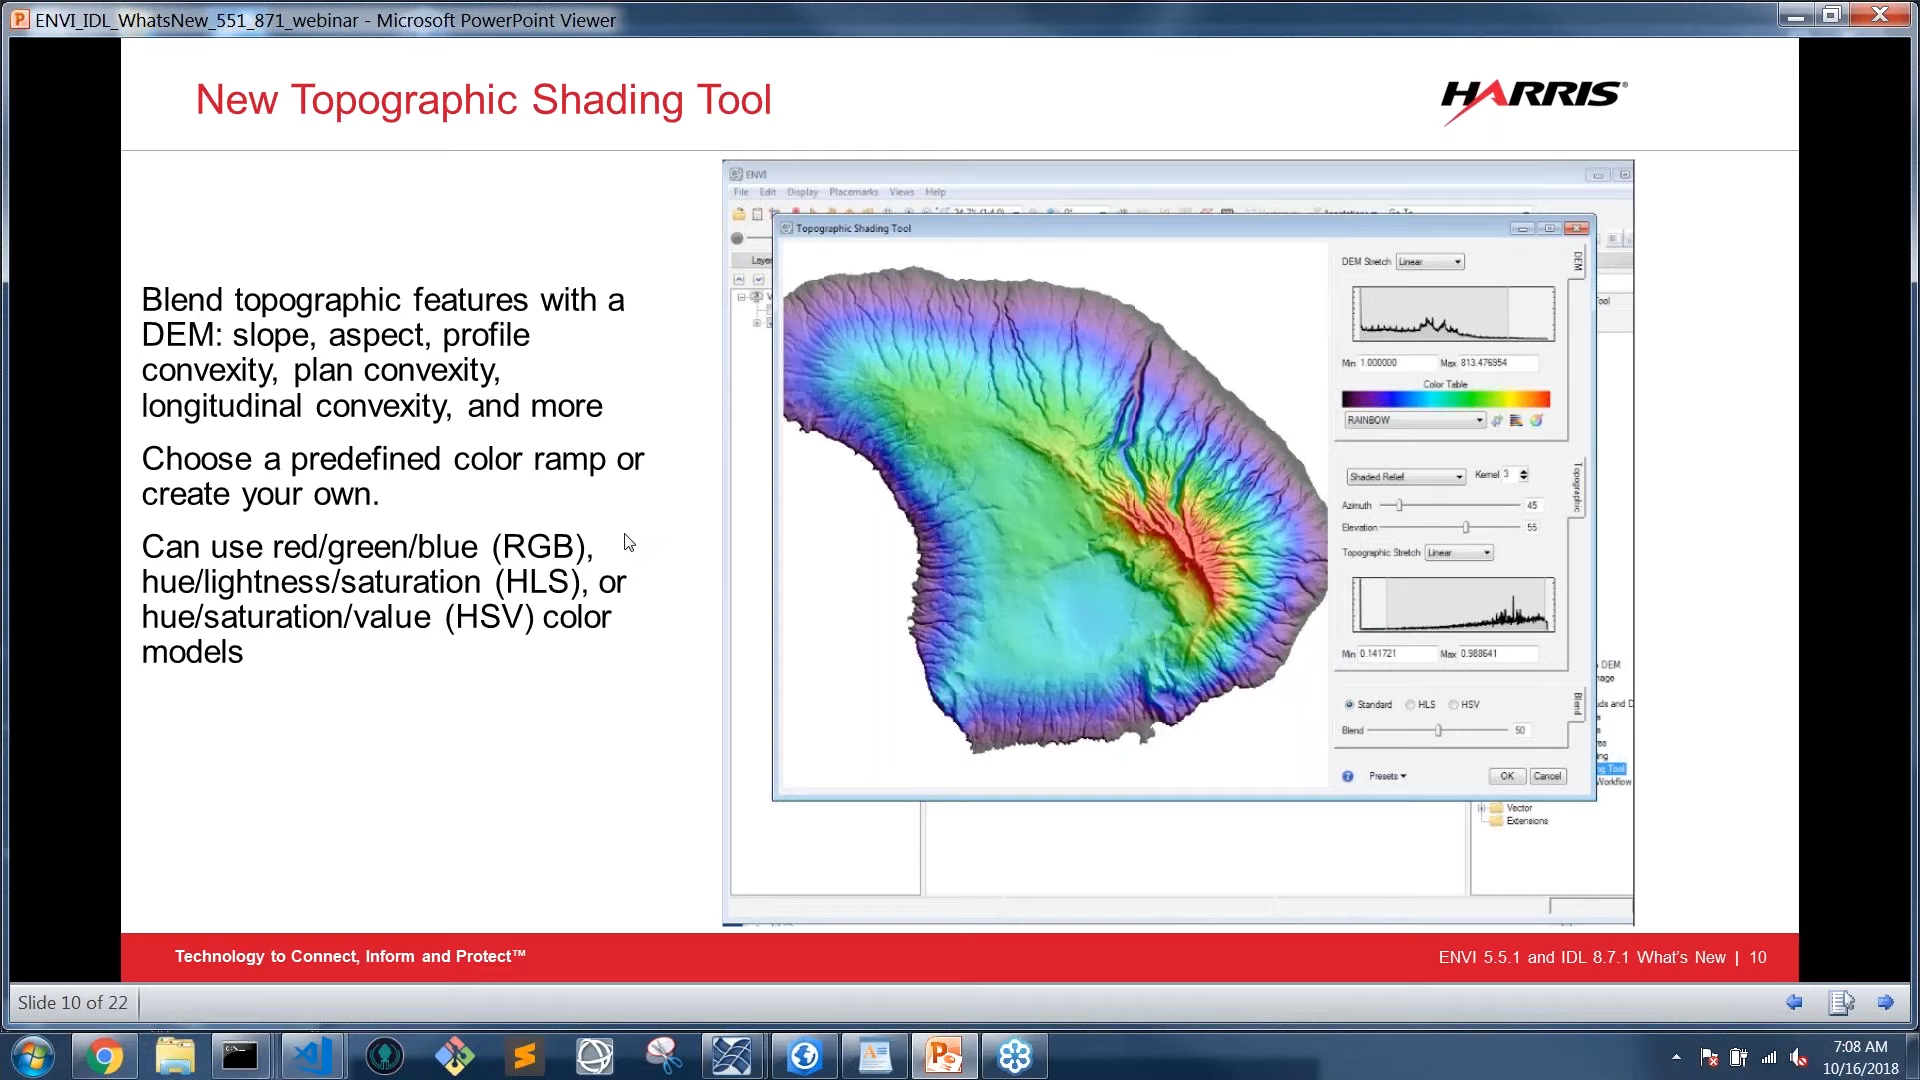 ENVI_IDL_WhatsNew_551_871_webinar - Microsoft PowerPoint Viewer
New Topographic Shading Tool
HARRIS®
Blend topographic features with a
DEM: slope, aspect, profile
convexity, plan convexity,
longitudinal convexity, and more
Choose a predefined color ramp or
create your own.
Can use red/green/blue (RGB),
hue/lightness/saturation (HLS), or
hue/saturation/value (HSV) color
models
ENVI
File Edit Display Placemarks Views Help
Topographic Shading Tool
DEM Stretch Linear
DEM
Min 1.000000 Max 813.476954
Color Table
RAINBOW
Shaded Relief Kernel 3
Topographic
Azimuth 45
Elevation 55
Topographic Stretch Linear
Min 0.141721 Max 0.988641
Standard HLS HSV
Blend
Blend 50
Presets OK Cancel
DEM
Workflow
Vector
Extensions
Technology to Connect, Inform and Protect™
ENVI 5.5.1 and IDL 8.7.1 What's New | 10
Slide 10 of 22
7:08 AM
10/16/2018